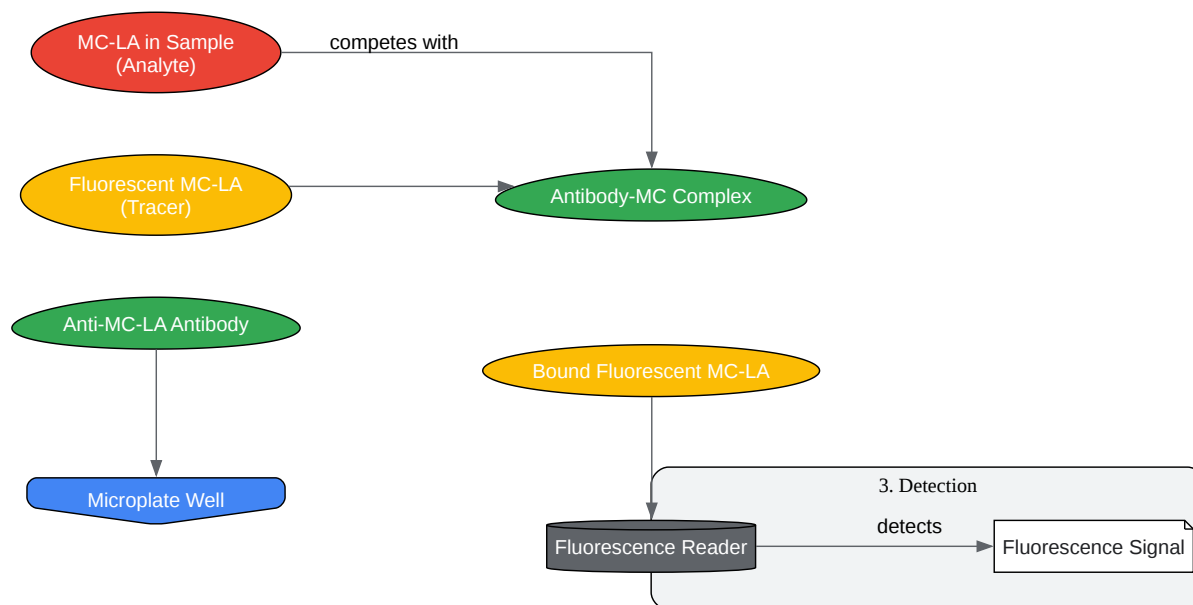 MC-LA in Sample
(Analyte)
competes with
Fluorescent MC-LA
(Tracer)
Antibody-MC Complex
Anti-MC-LA Antibody
Bound Fluorescent MC-LA
Microplate Well
3. Detection
Fluorescence Reader
detects
Fluorescence Signal